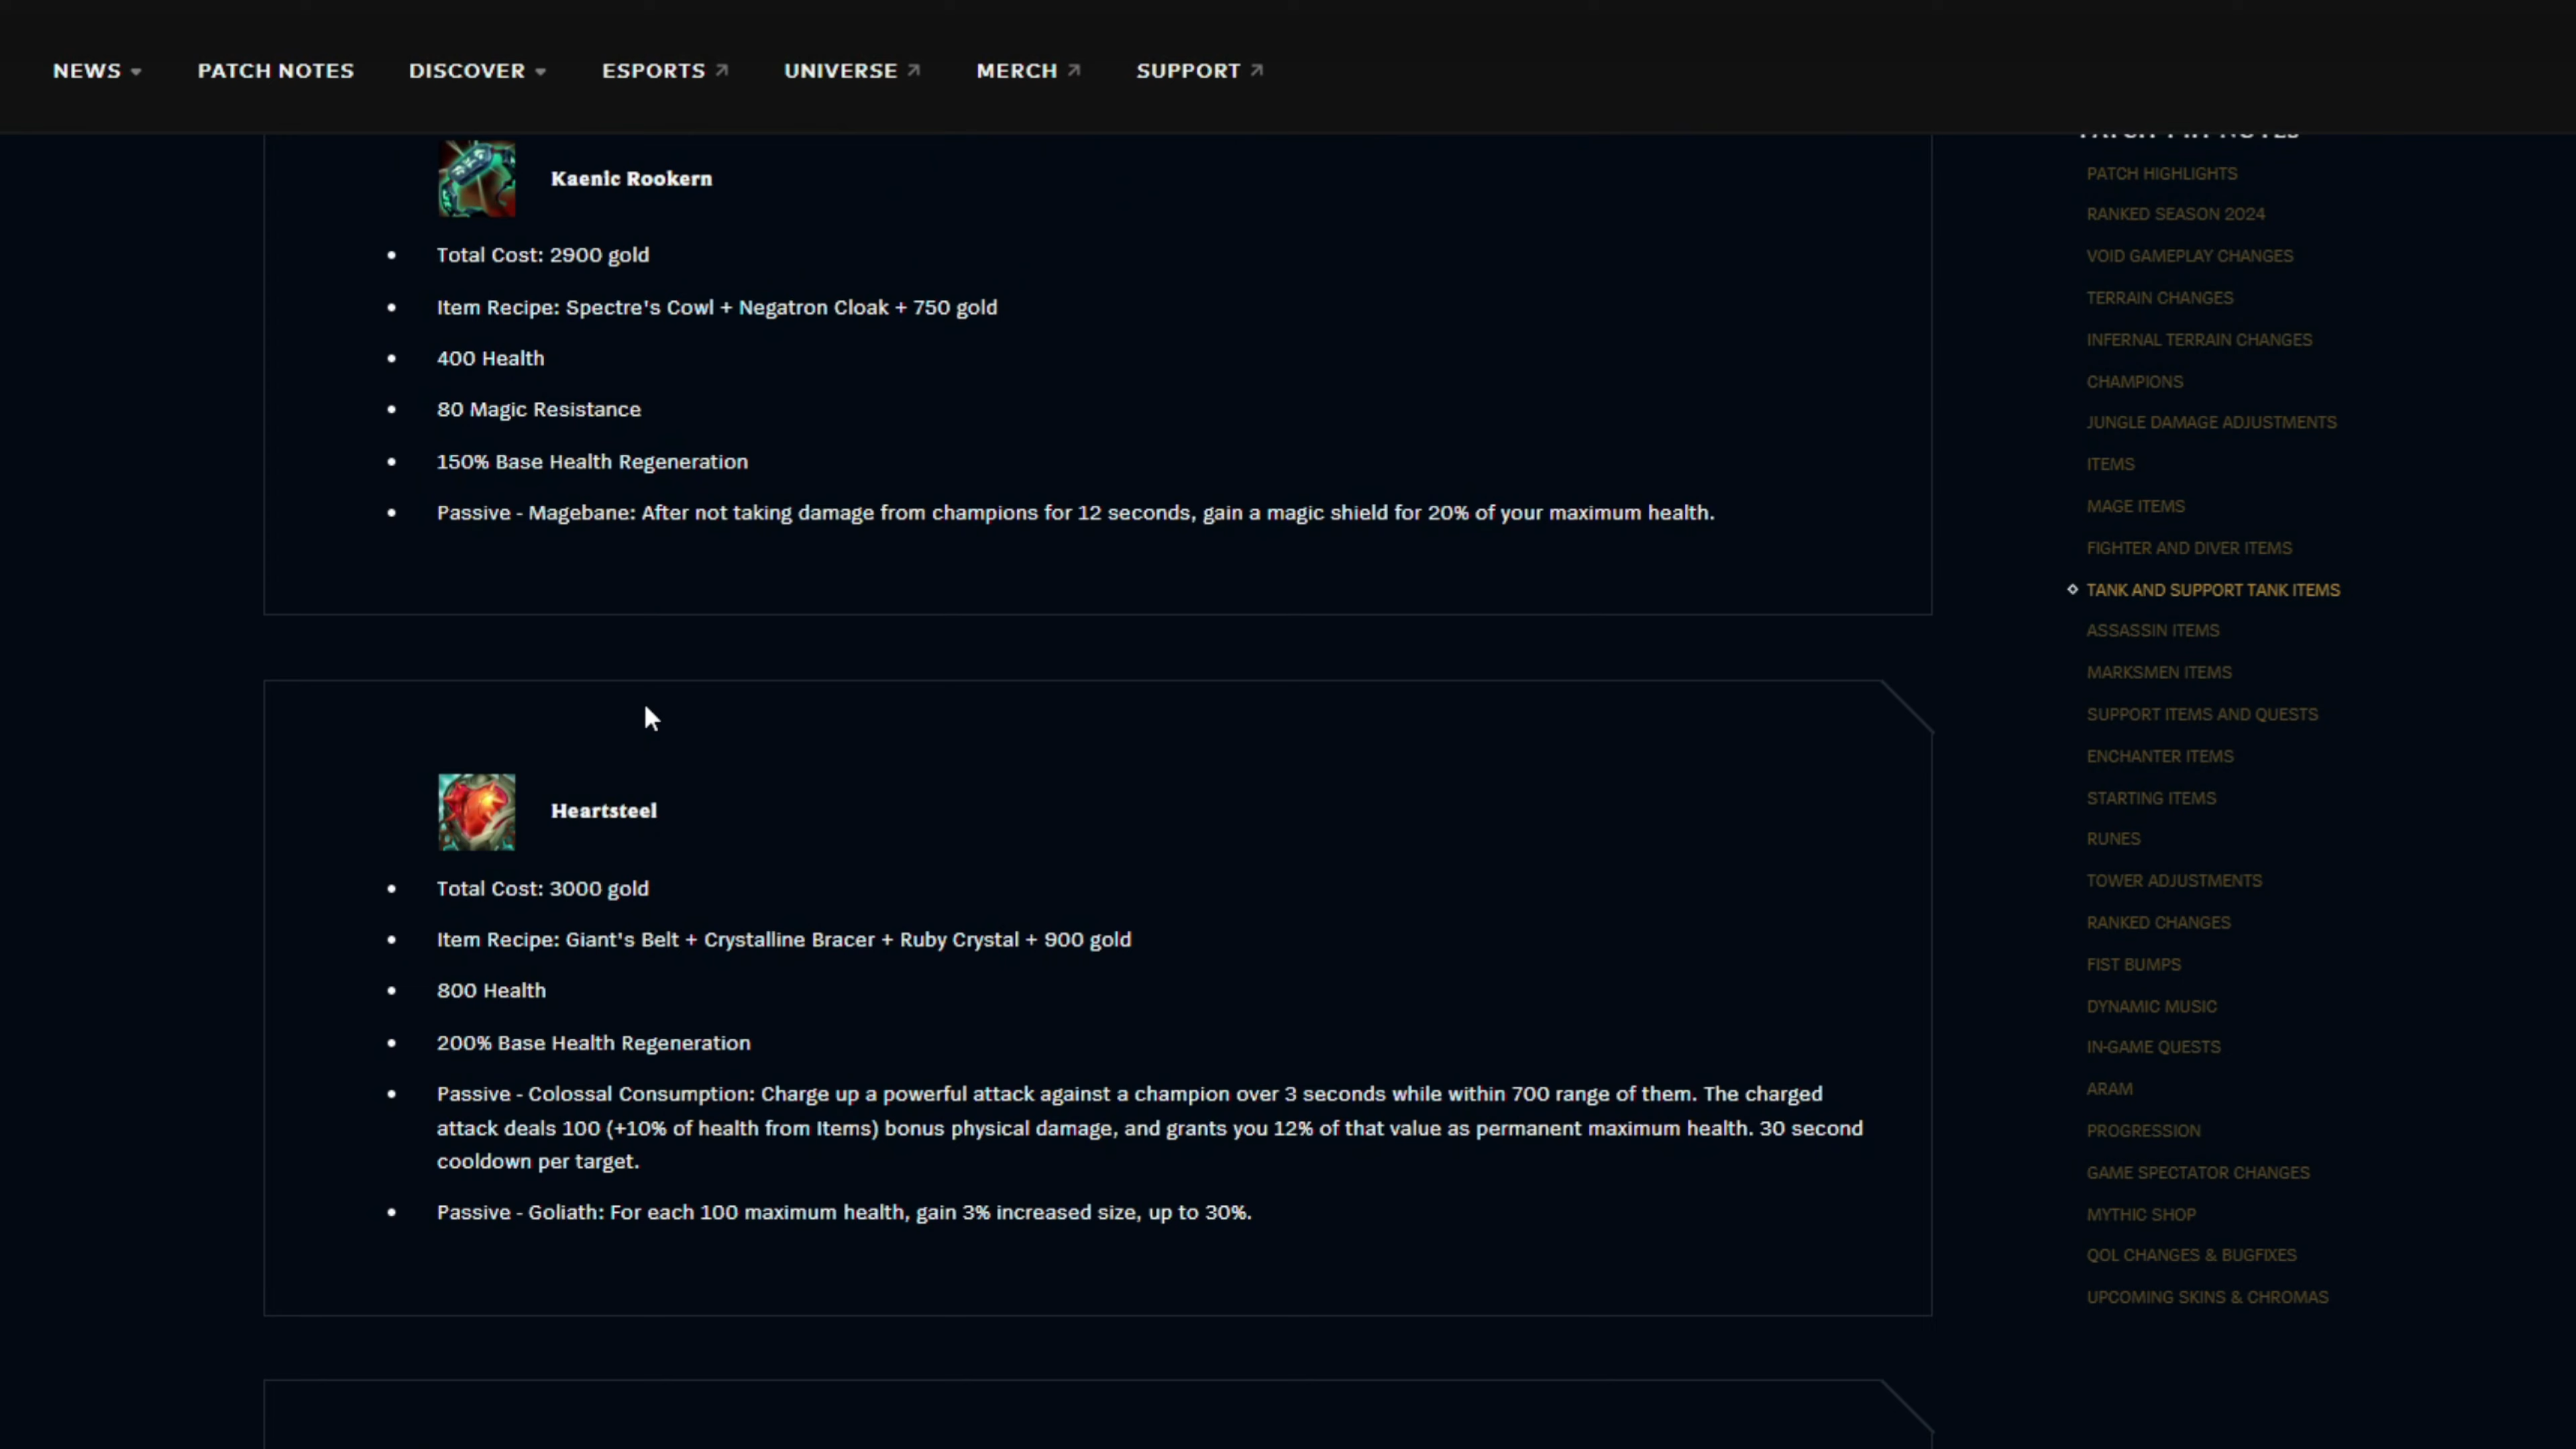 NEWS
PATCH NOTES
DISCOVER
ESPORTS
UNIVERSE
MERCH
SUPPORT
Kaenic Rookern
Total Cost: 2900 gold
Item Recipe: Spectre's Cowl + Negatron Cloak + 750 gold
400 Health
80 Magic Resistance
150% Base Health Regeneration
Passive - Magebane: After not taking damage from champions for 12 seconds, gain a magic shield for 20% of your maximum health.
Heartsteel
Total Cost: 3000 gold
Item Recipe: Giant's Belt + Crystalline Bracer + Ruby Crystal + 900 gold
800 Health
200% Base Health Regeneration
Passive - Colossal Consumption: Charge up a powerful attack against a champion over 3 seconds while within 700 range of them. The charged
attack deals 100 (+10% of health from Items) bonus physical damage, and grants you 12% of that value as permanent maximum health. 30 second
cooldown per target.
Passive - Goliath: For each 100 maximum health, gain 3% increased size, up to 30%.
PATCH HIGHLIGHTS
RANKED SEASON 2024
VOID GAMEPLAY CHANGES
TERRAIN CHANGES
INFERNAL TERRAIN CHANGES
CHAMPIONS
JUNGLE DAMAGE ADJUSTMENTS
ITEMS
MAGE ITEMS
FIGHTER AND DIVER ITEMS
TANK AND SUPPORT TANK ITEMS
ASSASSIN ITEMS
MARKSMEN ITEMS
SUPPORT ITEMS AND QUESTS
ENCHANTER ITEMS
STARTING ITEMS
RUNES
TOWER ADJUSTMENTS
RANKED CHANGES
FIST BUMPS
DYNAMIC MUSIC
IN-GAME QUESTS
ARAM
PROGRESSION
GAME SPECTATOR CHANGES
MYTHIC SHOP
QOL CHANGES & BUGFIXES
UPCOMING SKINS & CHROMAS